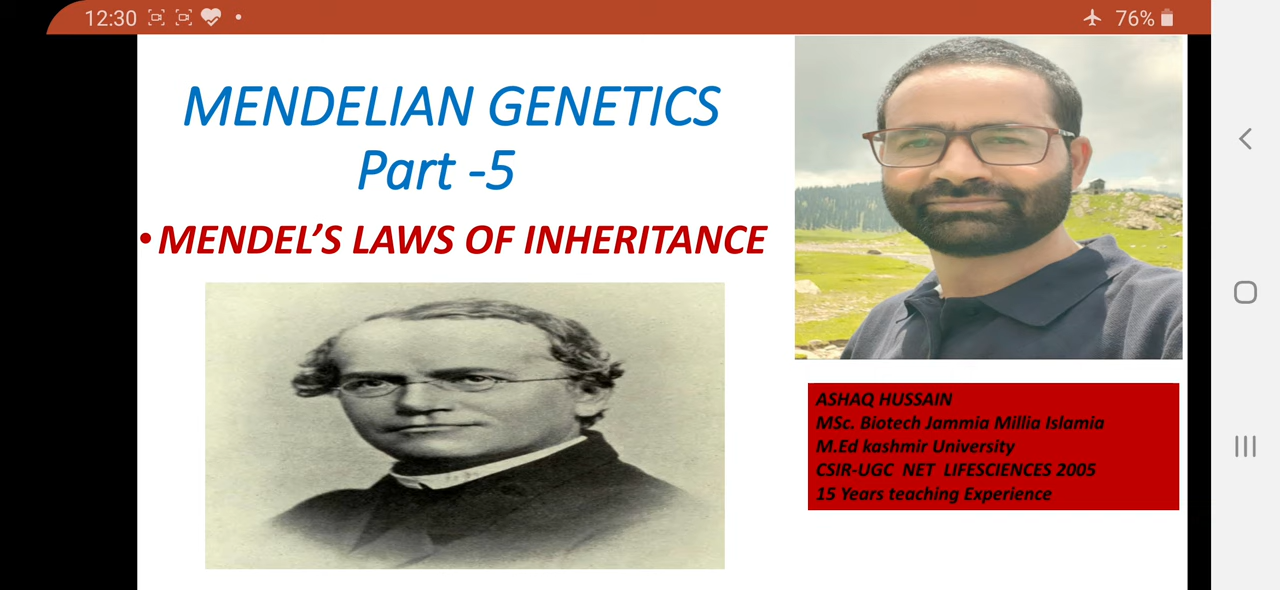 12:30
76%
MENDELIAN GENETICS
Part -5
• MENDEL’S LAWS OF INHERITANCE
ASHAQ HUSSAIN
MSc. Biotech Jammia Millia Islamia
M.Ed kashmir University
CSIR-UGC NET LIFESCIENCES 2005
15 Years teaching Experience